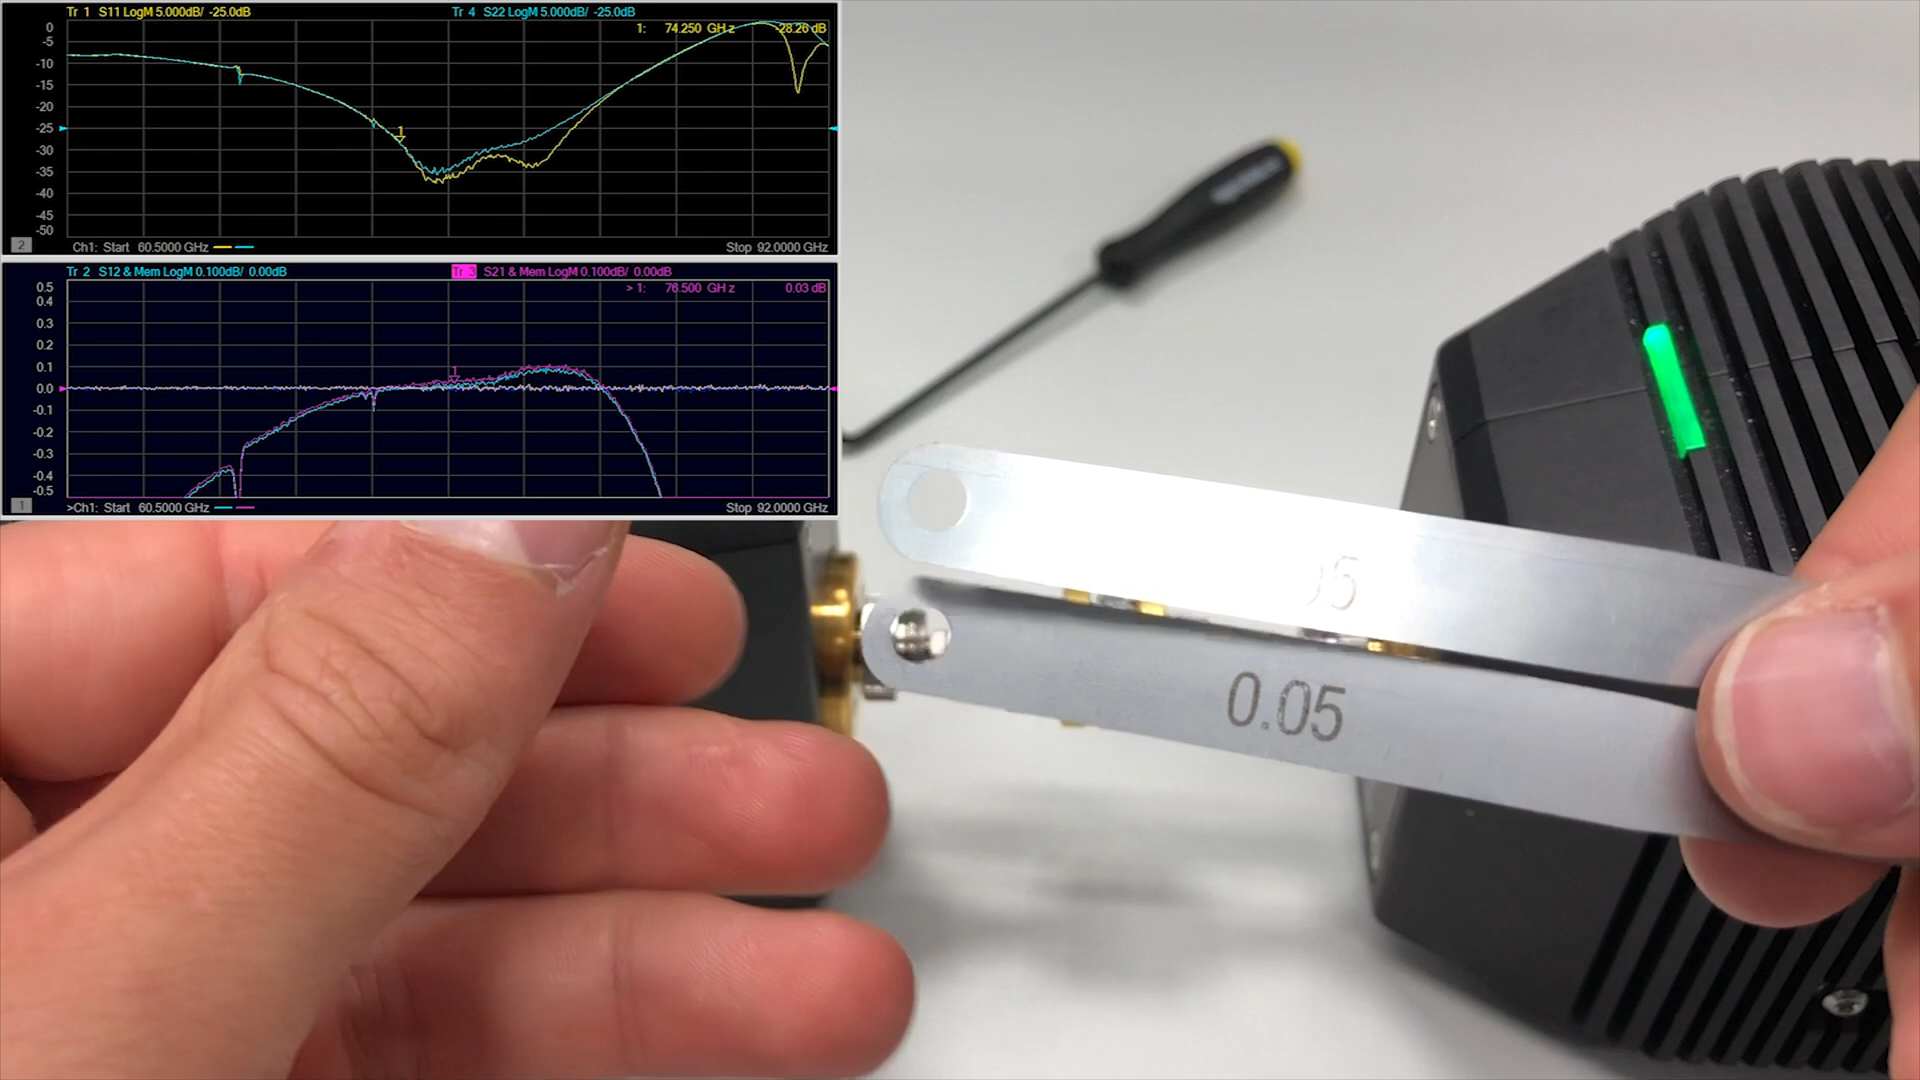 Tr 1 S11 LogM 5.000dB/ -25.0dB
Tr 4 S22 LogM 5.000dB/ -25.0dB
1: 74.250 GHz -28.26 dB
0
-5
-10
-15
-20
-25
-30
-35
-40
-45
-50
1
2
Ch1: Start 60.5000 GHz
Stop 92.0000 GHz
Tr 2 S12 & Mem LogM 0.100dB/ 0.00dB
Tr 3 S21 & Mem LogM 0.100dB/ 0.00dB
> 1: 76.500 GHz 0.03 dB
0.5
0.4
0.3
0.2
0.1
0.0
-0.1
-0.2
-0.3
-0.4
-0.5
1
1
>Ch1: Start 60.5000 GHz
Stop 92.0000 GHz
0.05